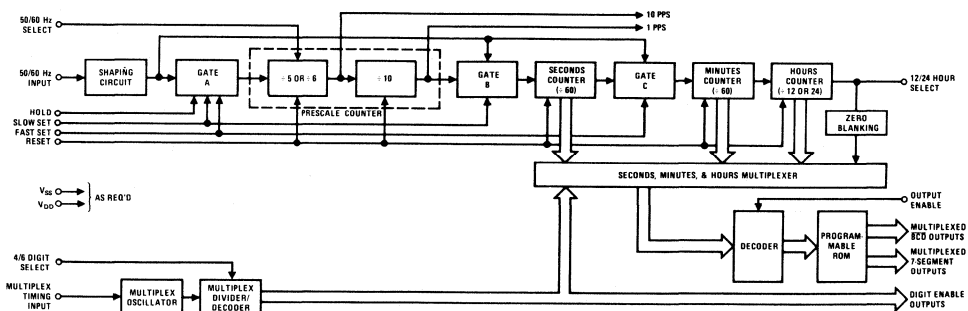 50/60 Hz
SELECT
10 PPS
1 PPS
50/60 Hz
INPUT
SHAPING
CIRCUIT
GATE
A
÷ 5 OR ÷ 6
÷ 10
PRESCALE COUNTER
GATE
B
SECONDS
COUNTER
(÷ 60)
GATE
C
MINUTES
COUNTER
(÷ 60)
HOURS
COUNTER
(÷ 12 OR 24)
12/24 HOUR
SELECT
HOLD
SLOW SET
FAST SET
RESET
ZERO
BLANKING
SECONDS, MINUTES, & HOURS MULTIPLEXER
VSS
VDD
AS REQ'D
OUTPUT
ENABLE
DECODER
PROGRAM-
MABLE
ROM
MULTIPLEXED
BCD OUTPUTS
MULTIPLEXED
7-SEGMENT
OUTPUTS
4/6 DIGIT
SELECT
MULTIPLEX
TIMING
INPUT
MULTIPLEX
OSCILLATOR
MULTIPLEX
DIVIDER/
DECODER
DIGIT ENABLE
OUTPUTS